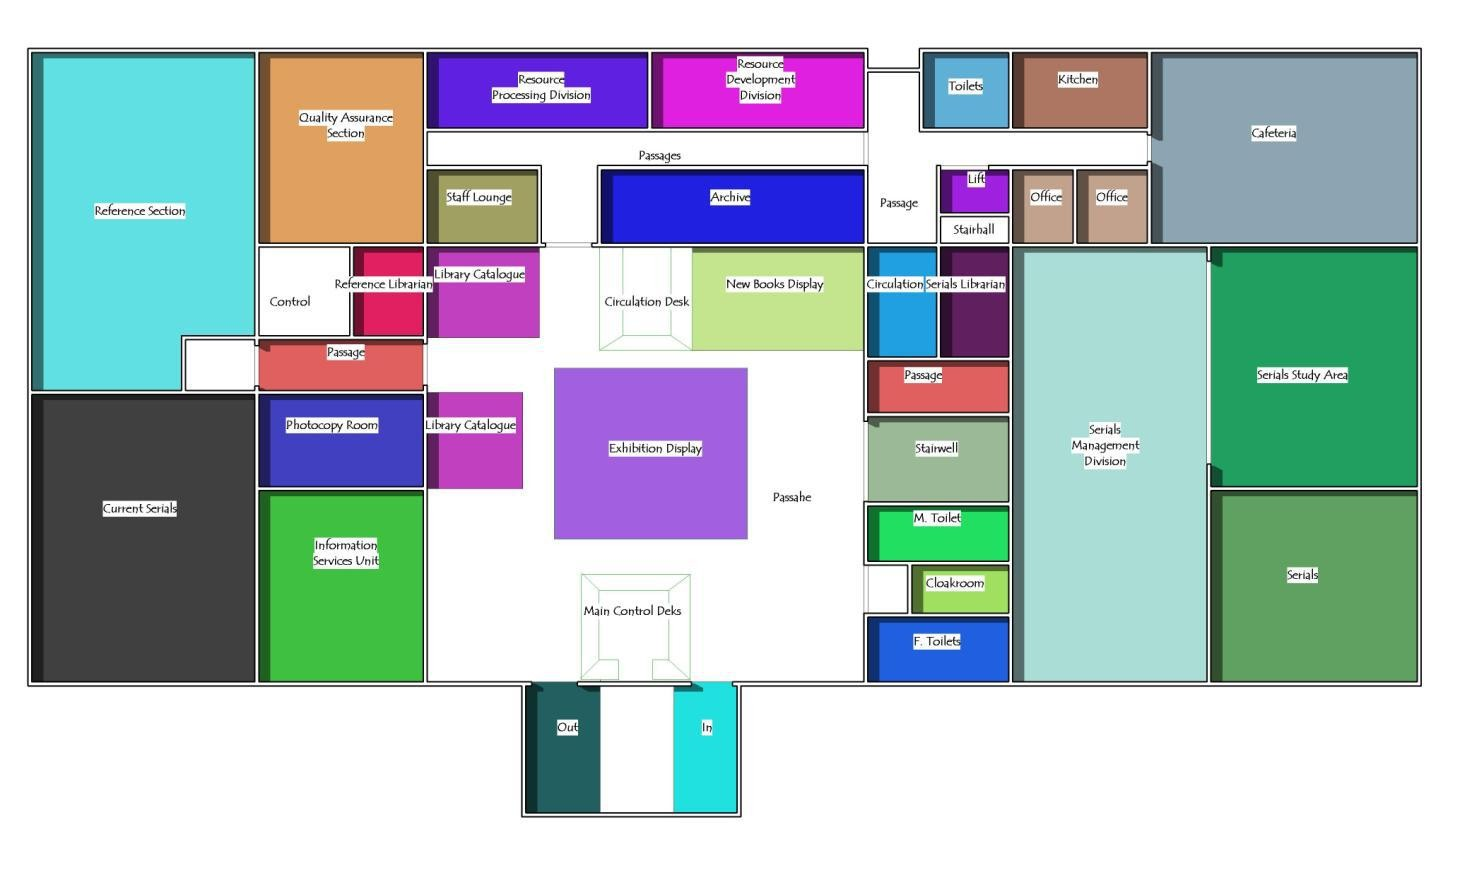 Resource
Processing Division
Resource
Development
Division
Toilets
Kitchen
Quality Assurance
Section
Cafeteria
Passages
Reference Section
Staff Lounge
Archive
Passage
Lift
Office
Office
Stairhall
Control
Reference Librarian
Library Catalogue
Circulation Desk
New Books Display
Circulation
Serials Librarian
Passage
Passage
Serials Study Area
Photocopy Room
Library Catalogue
Exhibition Display
Stairwell
Serials
Management
Division
Passahe
Current Serials
M. Toilet
Information
Services Unit
Cloakroom
Serials
Main Control Deks
F. Toilets
Out
In